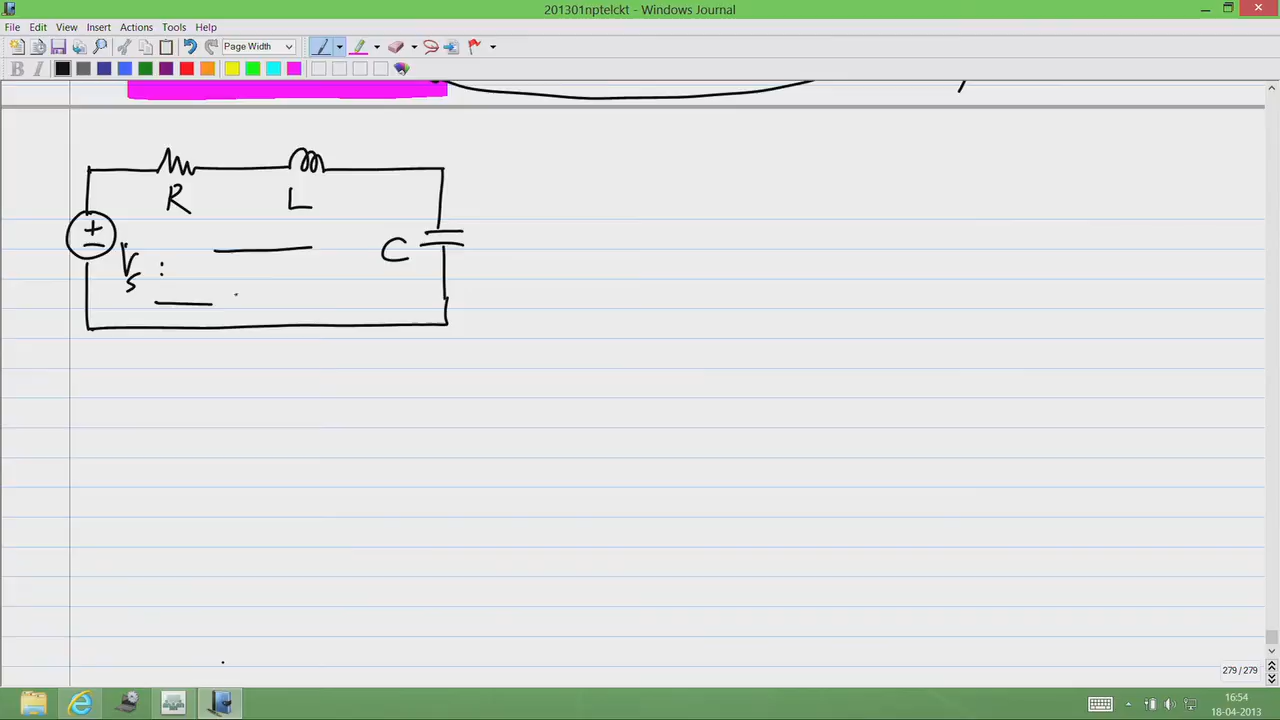 201301nptelckt - Windows Journal
File Edit View Insert Actions Tools Help
Page Width
B I
R L
+
−
Vs :
C
279 / 279
16:54
18-04-2013